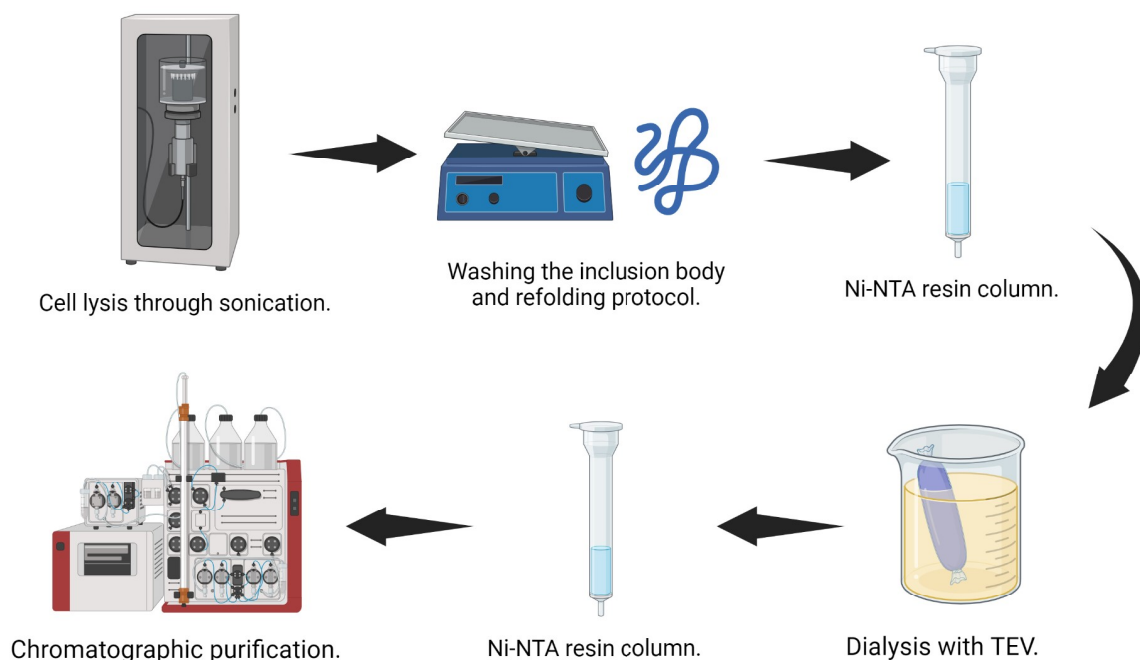 Cell lysis through sonication.
Washing the inclusion body
and refolding protocol.
Ni-NTA resin column.
Dialysis with TEV.
Ni-NTA resin column.
Chromatographic purification.